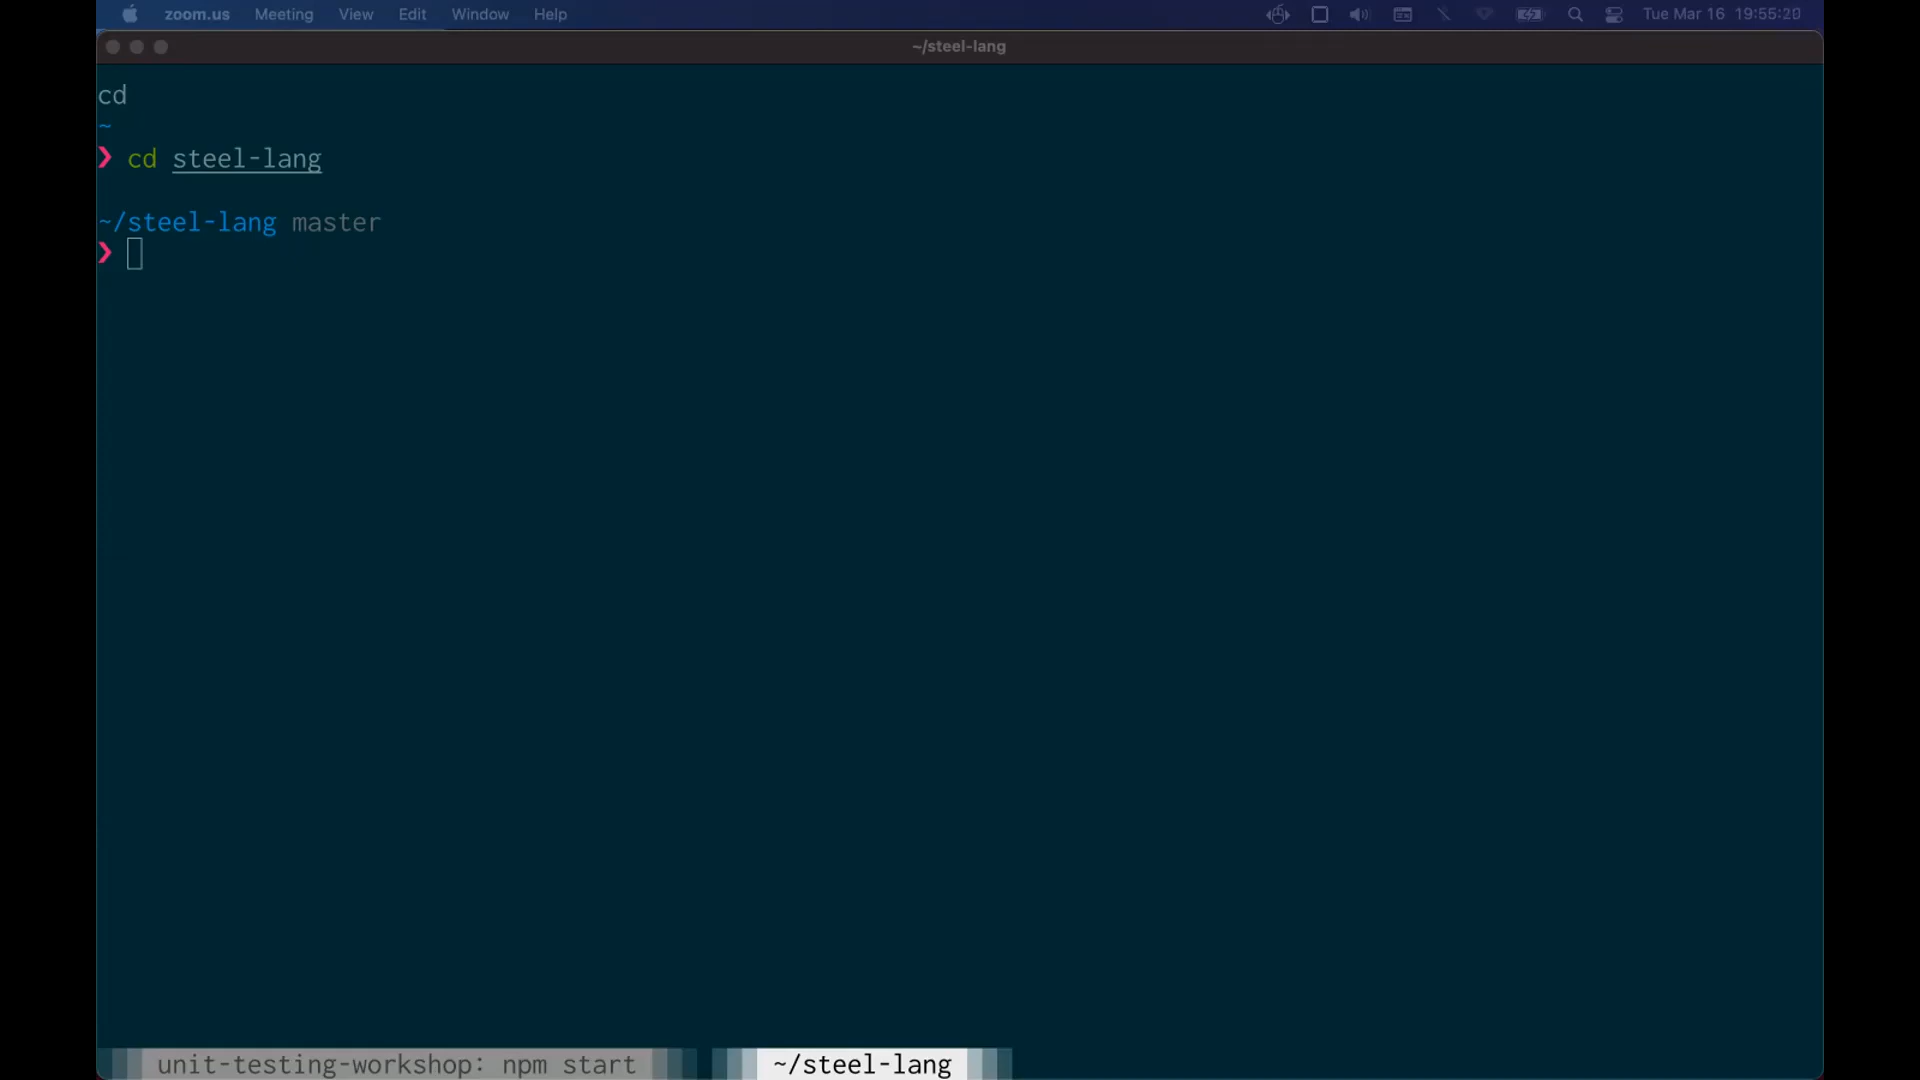 zoom.us Meeting View Edit Window Help Tue Mar 16 19:55:20
~/steel-lang
cd
~
❯ cd steel-lang
~/steel-lang master
❯
unit-testing-workshop: npm start ~/steel-lang